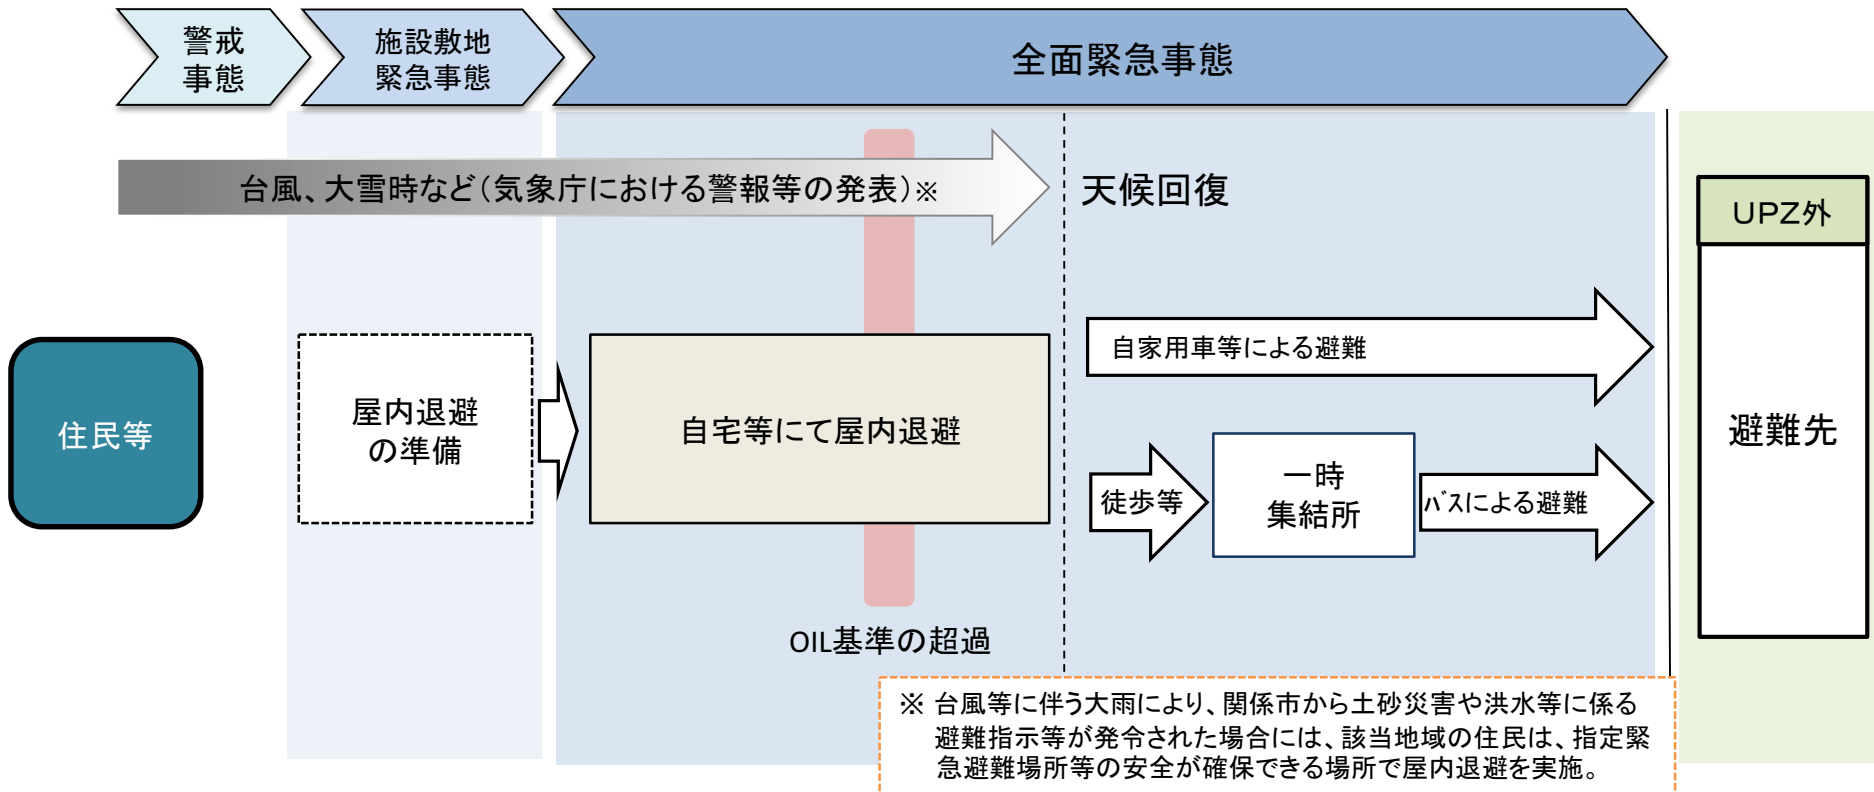 警戒
事態
施設敷地
緊急事態
全面緊急事態
台風、大雪時など（気象庁における警報等の発表）※
天候回復
UPZ外
住民等
屋内退避
の準備
自宅等にて屋内退避
自家用車等による避難
徒歩等
一時
集結所
バスによる避難
避難先
OIL基準の超過
※ 台風等に伴う大雨により、関係市から土砂災害や洪水等に係る
避難指示等が発令された場合には、該当地域の住民は、指定緊
急避難場所等の安全が確保できる場所で屋内退避を実施。